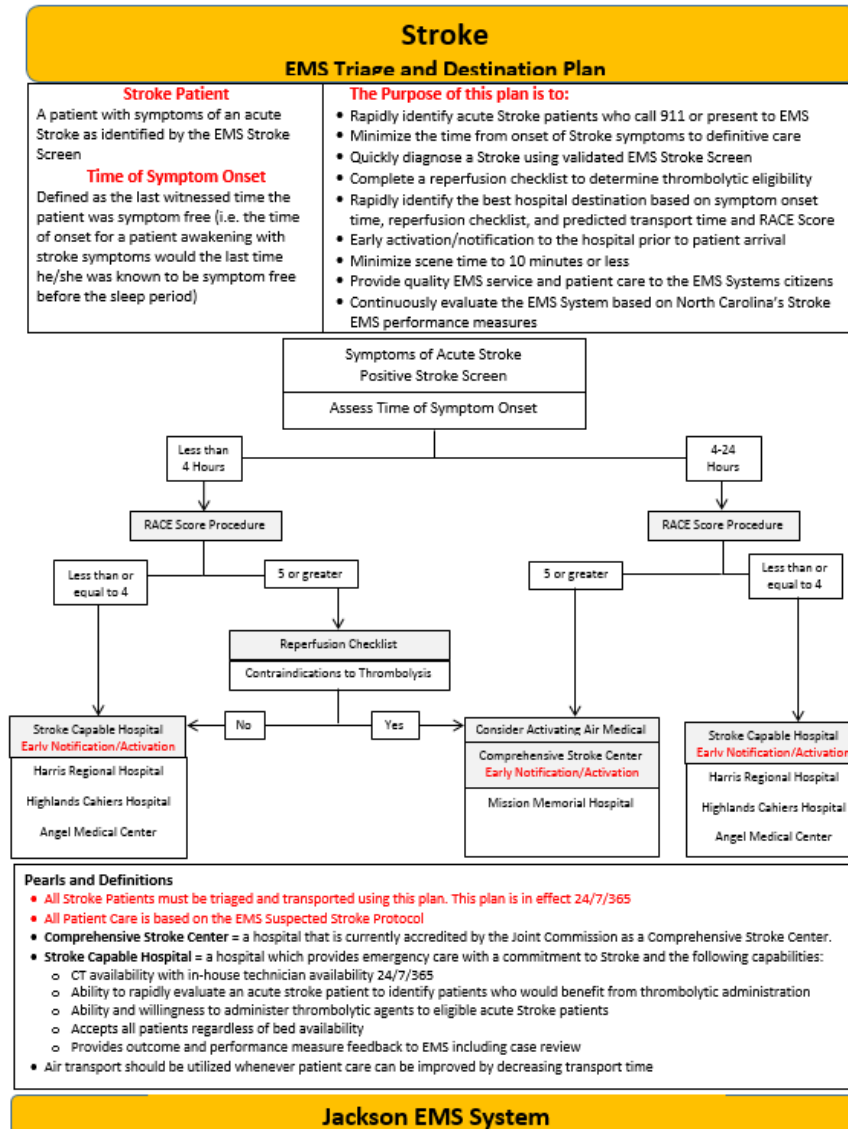 Stroke
EMS Triage and Destination Plan
Stroke Patient
A patient with symptoms of an acute
Stroke as identified by the EMS Stroke
Screen
Time of Symptom Onset
Defined as the last witnessed time the
patient was symptom free (i.e. the time
of onset for a patient awakening with
stroke symptoms would the last time
he/she was known to be symptom free
before the sleep period)
The Purpose of this plan is to:
• Rapidly identify acute Stroke patients who call 911 or present to EMS
• Minimize the time from onset of Stroke symptoms to definitive care
• Quickly diagnose a Stroke using validated EMS Stroke Screen
• Complete a reperfusion checklist to determine thrombolytic eligibility
• Rapidly identify the best hospital destination based on symptom onset
time, reperfusion checklist, and predicted transport time and RACE Score
• Early activation/notification to the hospital prior to patient arrival
• Minimize scene time to 10 minutes or less
• Provide quality EMS service and patient care to the EMS Systems citizens
• Continuously evaluate the EMS System based on North Carolina's Stroke
EMS performance measures
Symptoms of Acute Stroke
Positive Stroke Screen
Assess Time of Symptom Onset
Less than
4 Hours
4-24
Hours
RACE Score Procedure
RACE Score Procedure
Less than or
equal to 4
5 or greater
5 or greater
Less than or
equal to 4
Reperfusion Checklist
Contraindications to Thrombolysis
No
Yes
Stroke Capable Hospital
Early Notification/Activation
Harris Regional Hospital
Highlands Cahiers Hospital
Angel Medical Center
Consider Activating Air Medical
Comprehensive Stroke Center
Early Notification/Activation
Mission Memorial Hospital
Stroke Capable Hospital
Early Notification/Activation
Harris Regional Hospital
Highlands Cahiers Hospital
Angel Medical Center
Pearls and Definitions
• All Stroke Patients must be triaged and transported using this plan. This plan is in effect 24/7/365
• All Patient Care is based on the EMS Suspected Stroke Protocol
• Comprehensive Stroke Center = a hospital that is currently accredited by the Joint Commission as a Comprehensive Stroke Center.
• Stroke Capable Hospital = a hospital which provides emergency care with a commitment to Stroke and the following capabilities:
o CT availability with in-house technician availability 24/7/365
o Ability to rapidly evaluate an acute stroke patient to identify patients who would benefit from thrombolytic administration
o Ability and willingness to administer thrombolytic agents to eligible acute Stroke patients
o Accepts all patients regardless of bed availability
o Provides outcome and performance measure feedback to EMS including case review
• Air transport should be utilized whenever patient care can be improved by decreasing transport time
Jackson EMS System